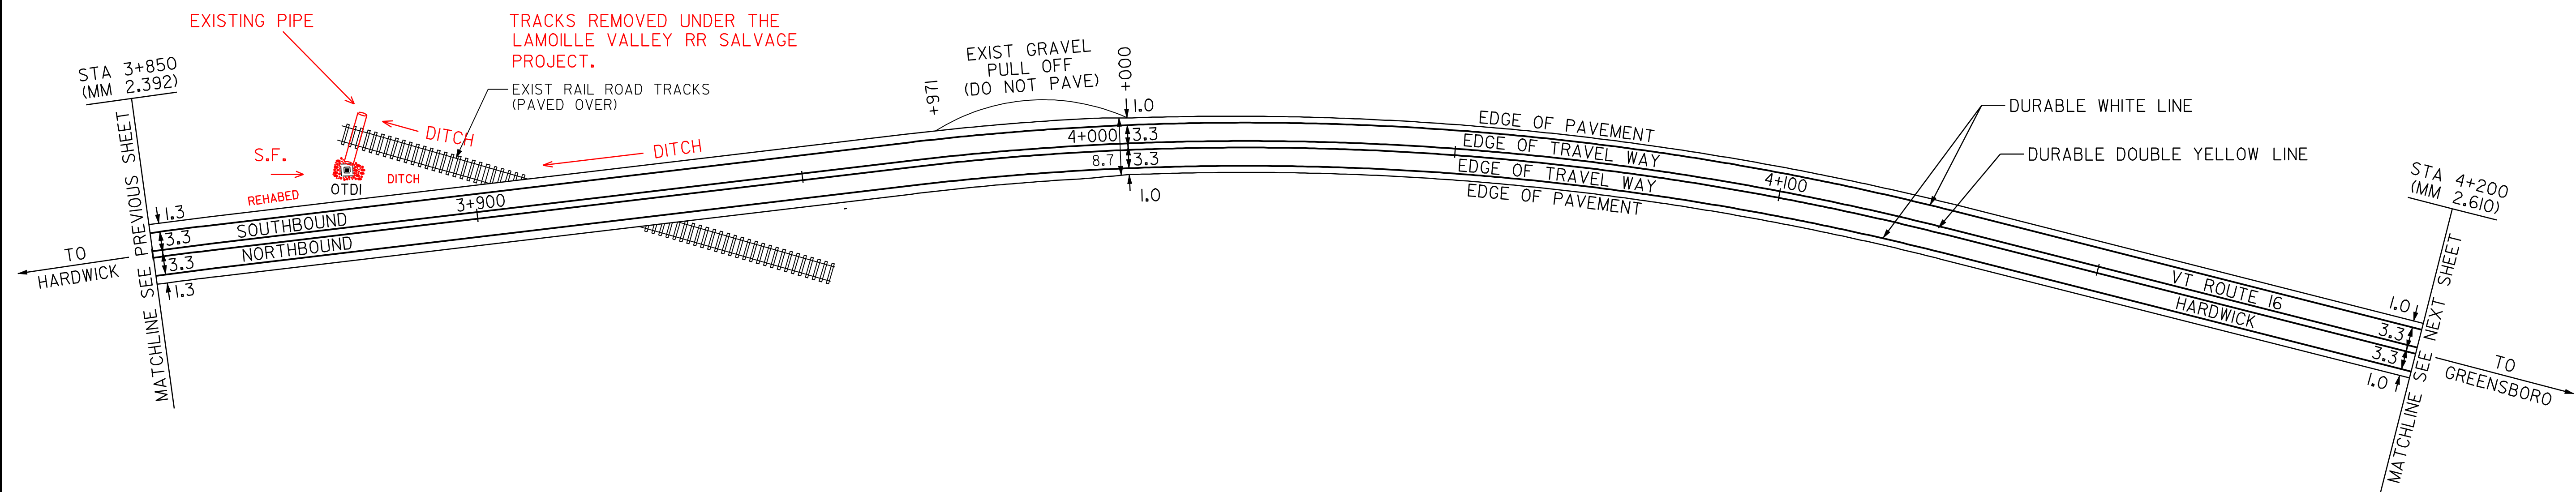 EXISTING PIPE
TRACKS REMOVED UNDER THE
LAMOILLE VALLEY RR SALVAGE
PROJECT.
STA 3+850
(MM 2.392)
EXIST RAIL ROAD TRACKS
(PAVED OVER)
EXIST GRAVEL
PULL OFF
(DO NOT PAVE)
+971
+000
DITCH
DITCH
S.F.
OTDI
DITCH
REHABED
MATCHLINE SEE PREVIOUS SHEET
1.3
3.3
3.3
1.3
SOUTHBOUND
NORTHBOUND
3+900
TO
HARDWICK
1.0
4+000
3.3
8.7
3.3
1.0
EDGE OF PAVEMENT
EDGE OF TRAVEL WAY
EDGE OF TRAVEL WAY
EDGE OF PAVEMENT
4+100
DURABLE WHITE LINE
DURABLE DOUBLE YELLOW LINE
STA 4+200
(MM 2.610)
VT ROUTE 16
HARDWICK
1.0
3.3
3.3
1.0
MATCHLINE SEE NEXT SHEET
TO
GREENSBORO